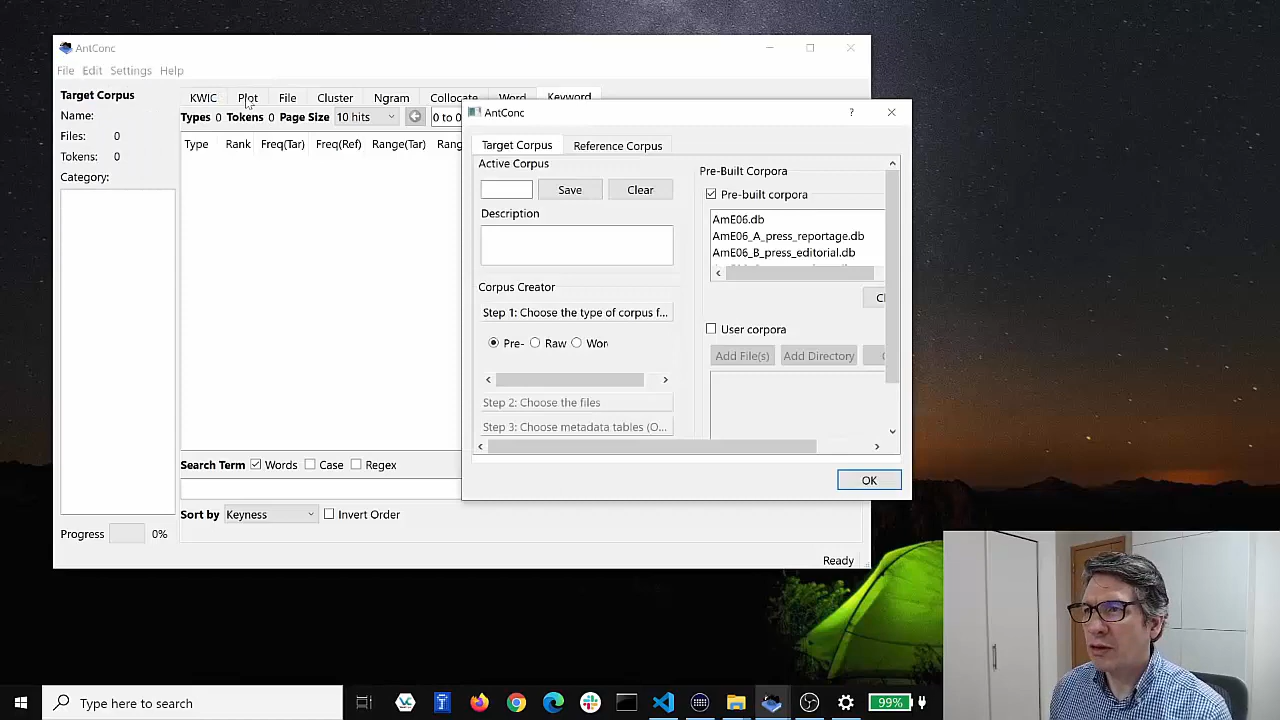 AntConc
File Edit Settings Help
Target Corpus
Name:
Files: 0
Tokens: 0
Category:
Progress 0%
KWIC Plot File Cluster Ngram Collocate Word Keyword
Types 0 Tokens 0 Page Size 10 hits 0 to 0
Type Rank Freq(Tar) Freq(Ref) Range(Tar) Rang
Search Term Words Case Regex
Sort by Keyness Invert Order
Ready
AntConc ?
Target Corpus Reference Corpus
Active Corpus
Save Clear
Description
Corpus Creator
Step 1: Choose the type of corpus f...
Pre- Raw Wor
Step 2: Choose the files
Step 3: Choose metadata tables (O...
Pre-Built Corpora
Pre-built corpora
AmE06.db
AmE06_A_press_reportage.db
AmE06_B_press_editorial.db
Cl
User corpora
Add File(s) Add Directory
OK
Type here to search
99%